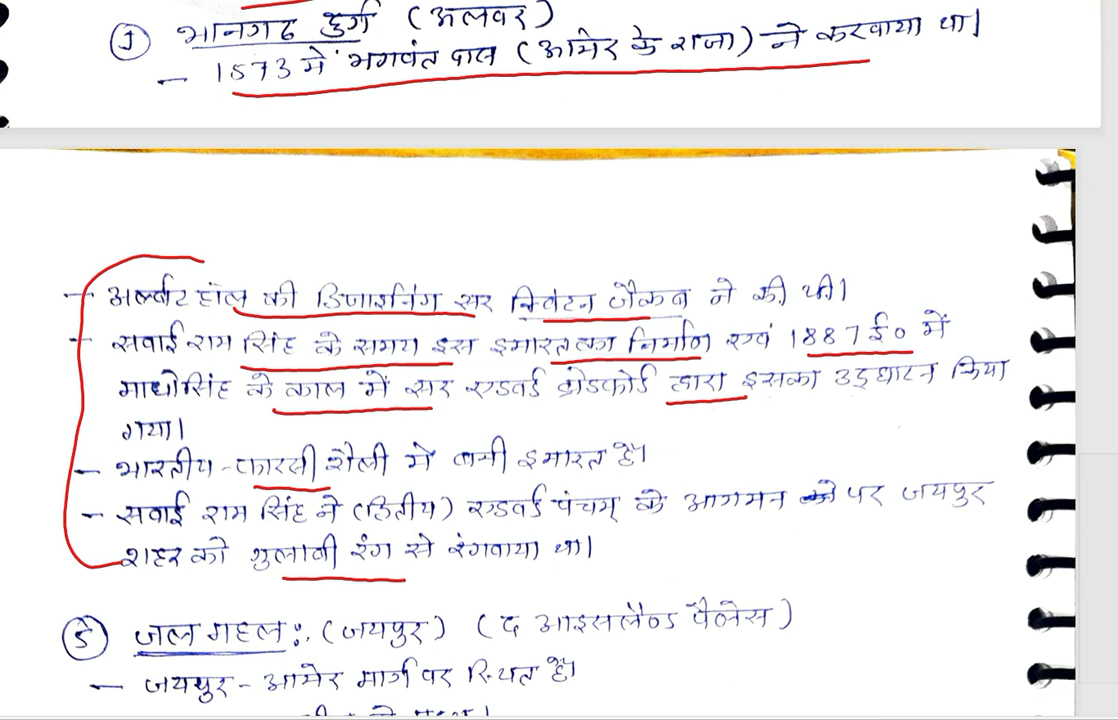 ① भानगढ दुर्ग (अलवर)
- 1573 में भगवंत दास (आमेर के राजा) ने करवाया था।
- अल्बर्ट हॉल की डिजाइनिंग सर स्विंटन जैकब ने की थी।
- सवाई राम सिंह के समय इस इमारत का निर्माण एवं 1887 ई० में
माधोसिंह के काल में सर एडवर्ड ब्रेडफोर्ड द्वारा इसका उद्घाटन किया
गया।
- भारतीय-फारसी शैली में बनी इमारत है।
- सवाई राम सिंह ने (द्वितीय) एडवर्ड पंचम् के आगमन पर जयपुर
शहर को गुलाबी रंग से रंगवाया था।
जल महल:. (जयपुर) (द आइसलैण्ड पैलेस)
- जयपुर - आमेर मार्ग पर स्थित है।